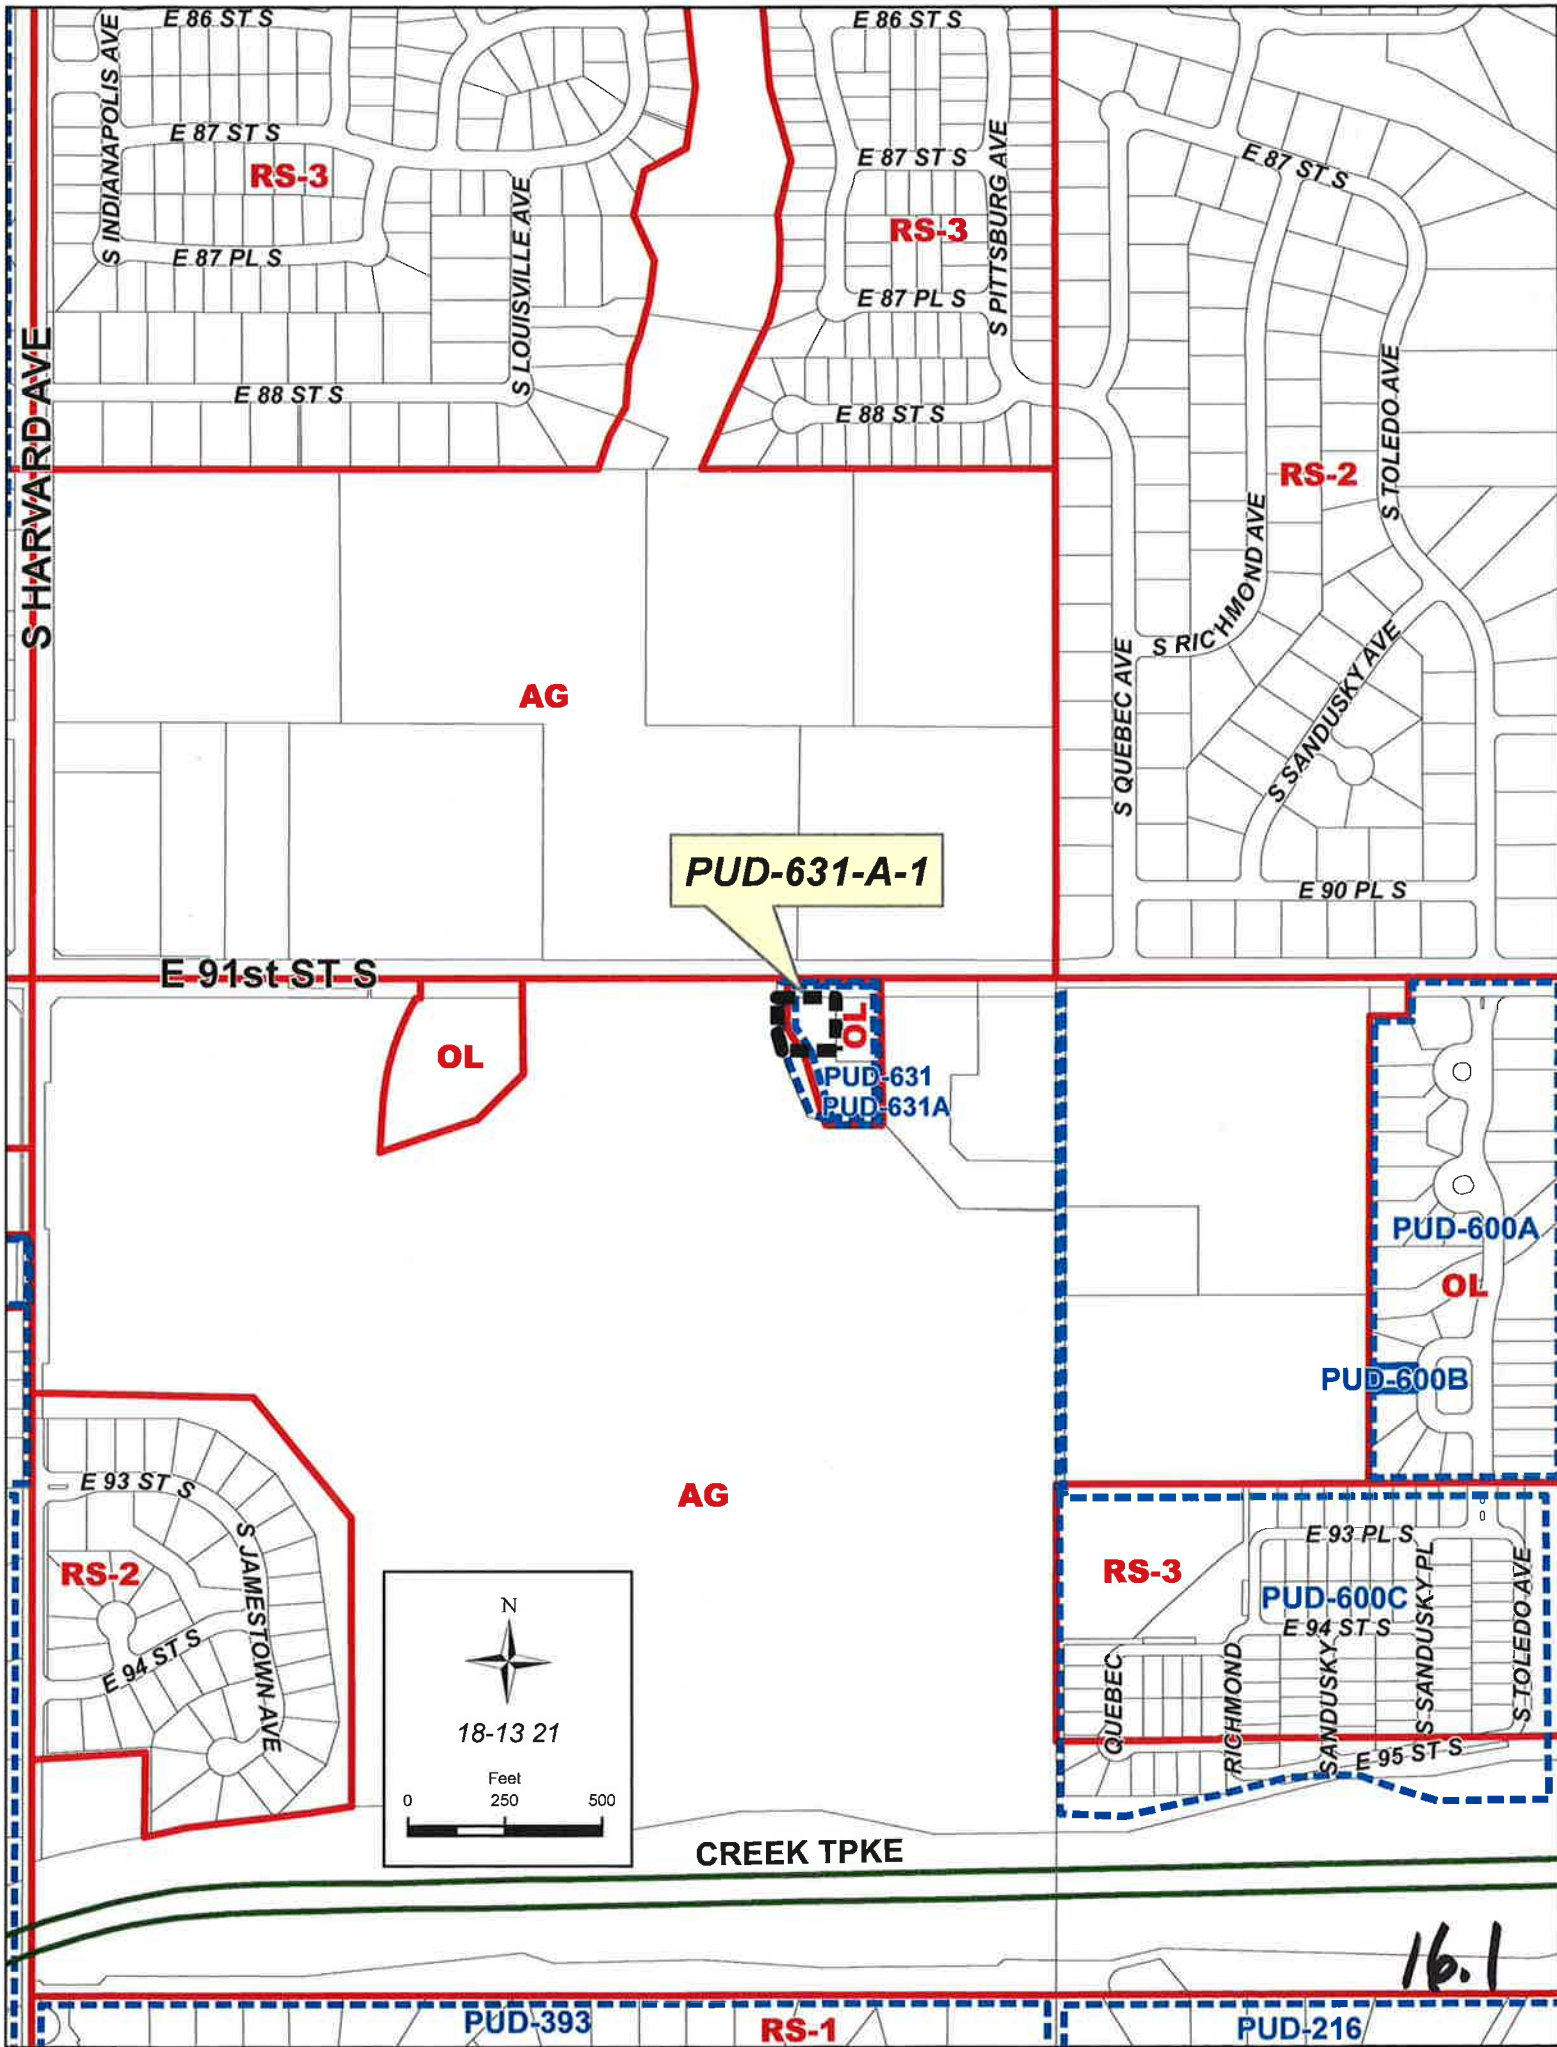 E 86 ST S
E 86 ST S
S INDIANAPOLIS AVE
E 87 ST S
RS-3
E 87 ST S
S PITTSBURG AVE
E 87 ST S
S LOUISVILLE AVE
RS-3
E 87 PL S
E 87 PL S
S HARVARD AVE
E 88 ST S
E 88 ST S
S TOLEDO AVE
RS-2
S RICHMOND AVE
S SANDUSKY AVE
S QUEBEC AVE
AG
PUD-631-A-1
E 90 PL S
E 91st ST S
OL
OL
PUD-631
PUD-631A
PUD-600A
OL
PUD-600B
E 93 ST S
AG
S JAMESTOWN AVE
RS-2
E 94 ST S
E 93 PL S
RS-3
PUD-600C
E 94 ST S
QUEBEC
RICHMOND
SANDUSKY
S SANDUSKY PL
S TOLEDO AVE
E 95 ST S
N
18-13 21
Feet
0 250 500
CREEK TPKE
16.1
PUD-393
RS-1
PUD-216